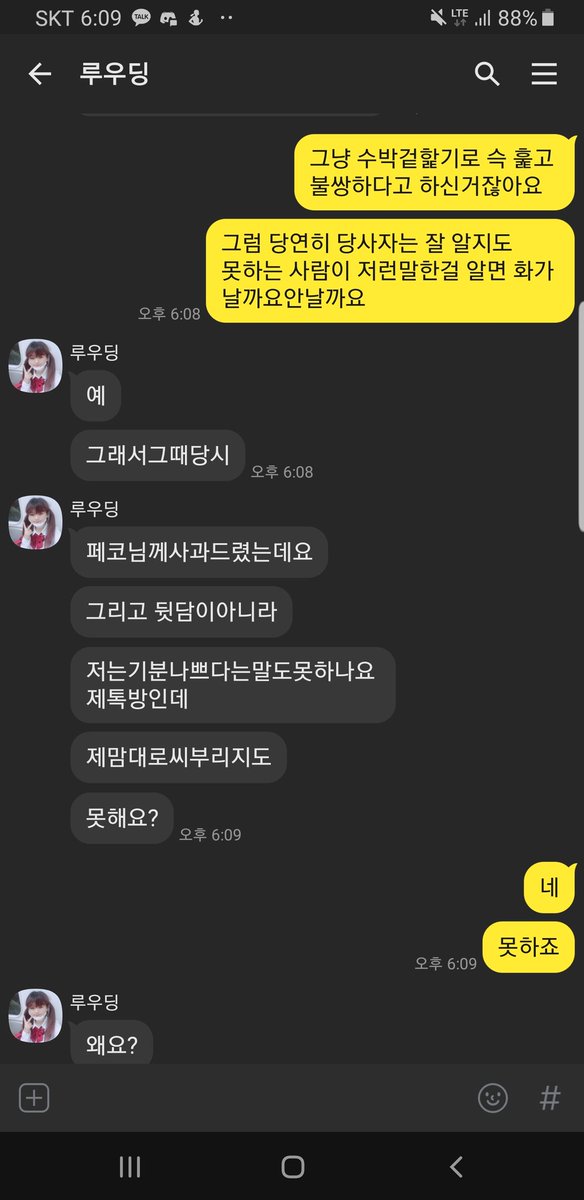 SKT 6:09 TALK LTE 88%
루우딩
그냥 수박겉핥기로 슥 훑고
불쌍하다고 하신거잖아요
그럼 당연히 당사자는 잘 알지도
못하는 사람이 저런말한걸 알면 화가
날까요안날까요
오후 6:08
루우딩
예
그래서그때당시
오후 6:08
루우딩
페코님께사과드렸는데요
그리고 뒷담이아니라
저는기분나쁘다는말도못하나요
제톡방인데
제맘대로씨부리지도
못해요?
오후 6:09
네
못하죠
오후 6:09
루우딩
왜요?
#